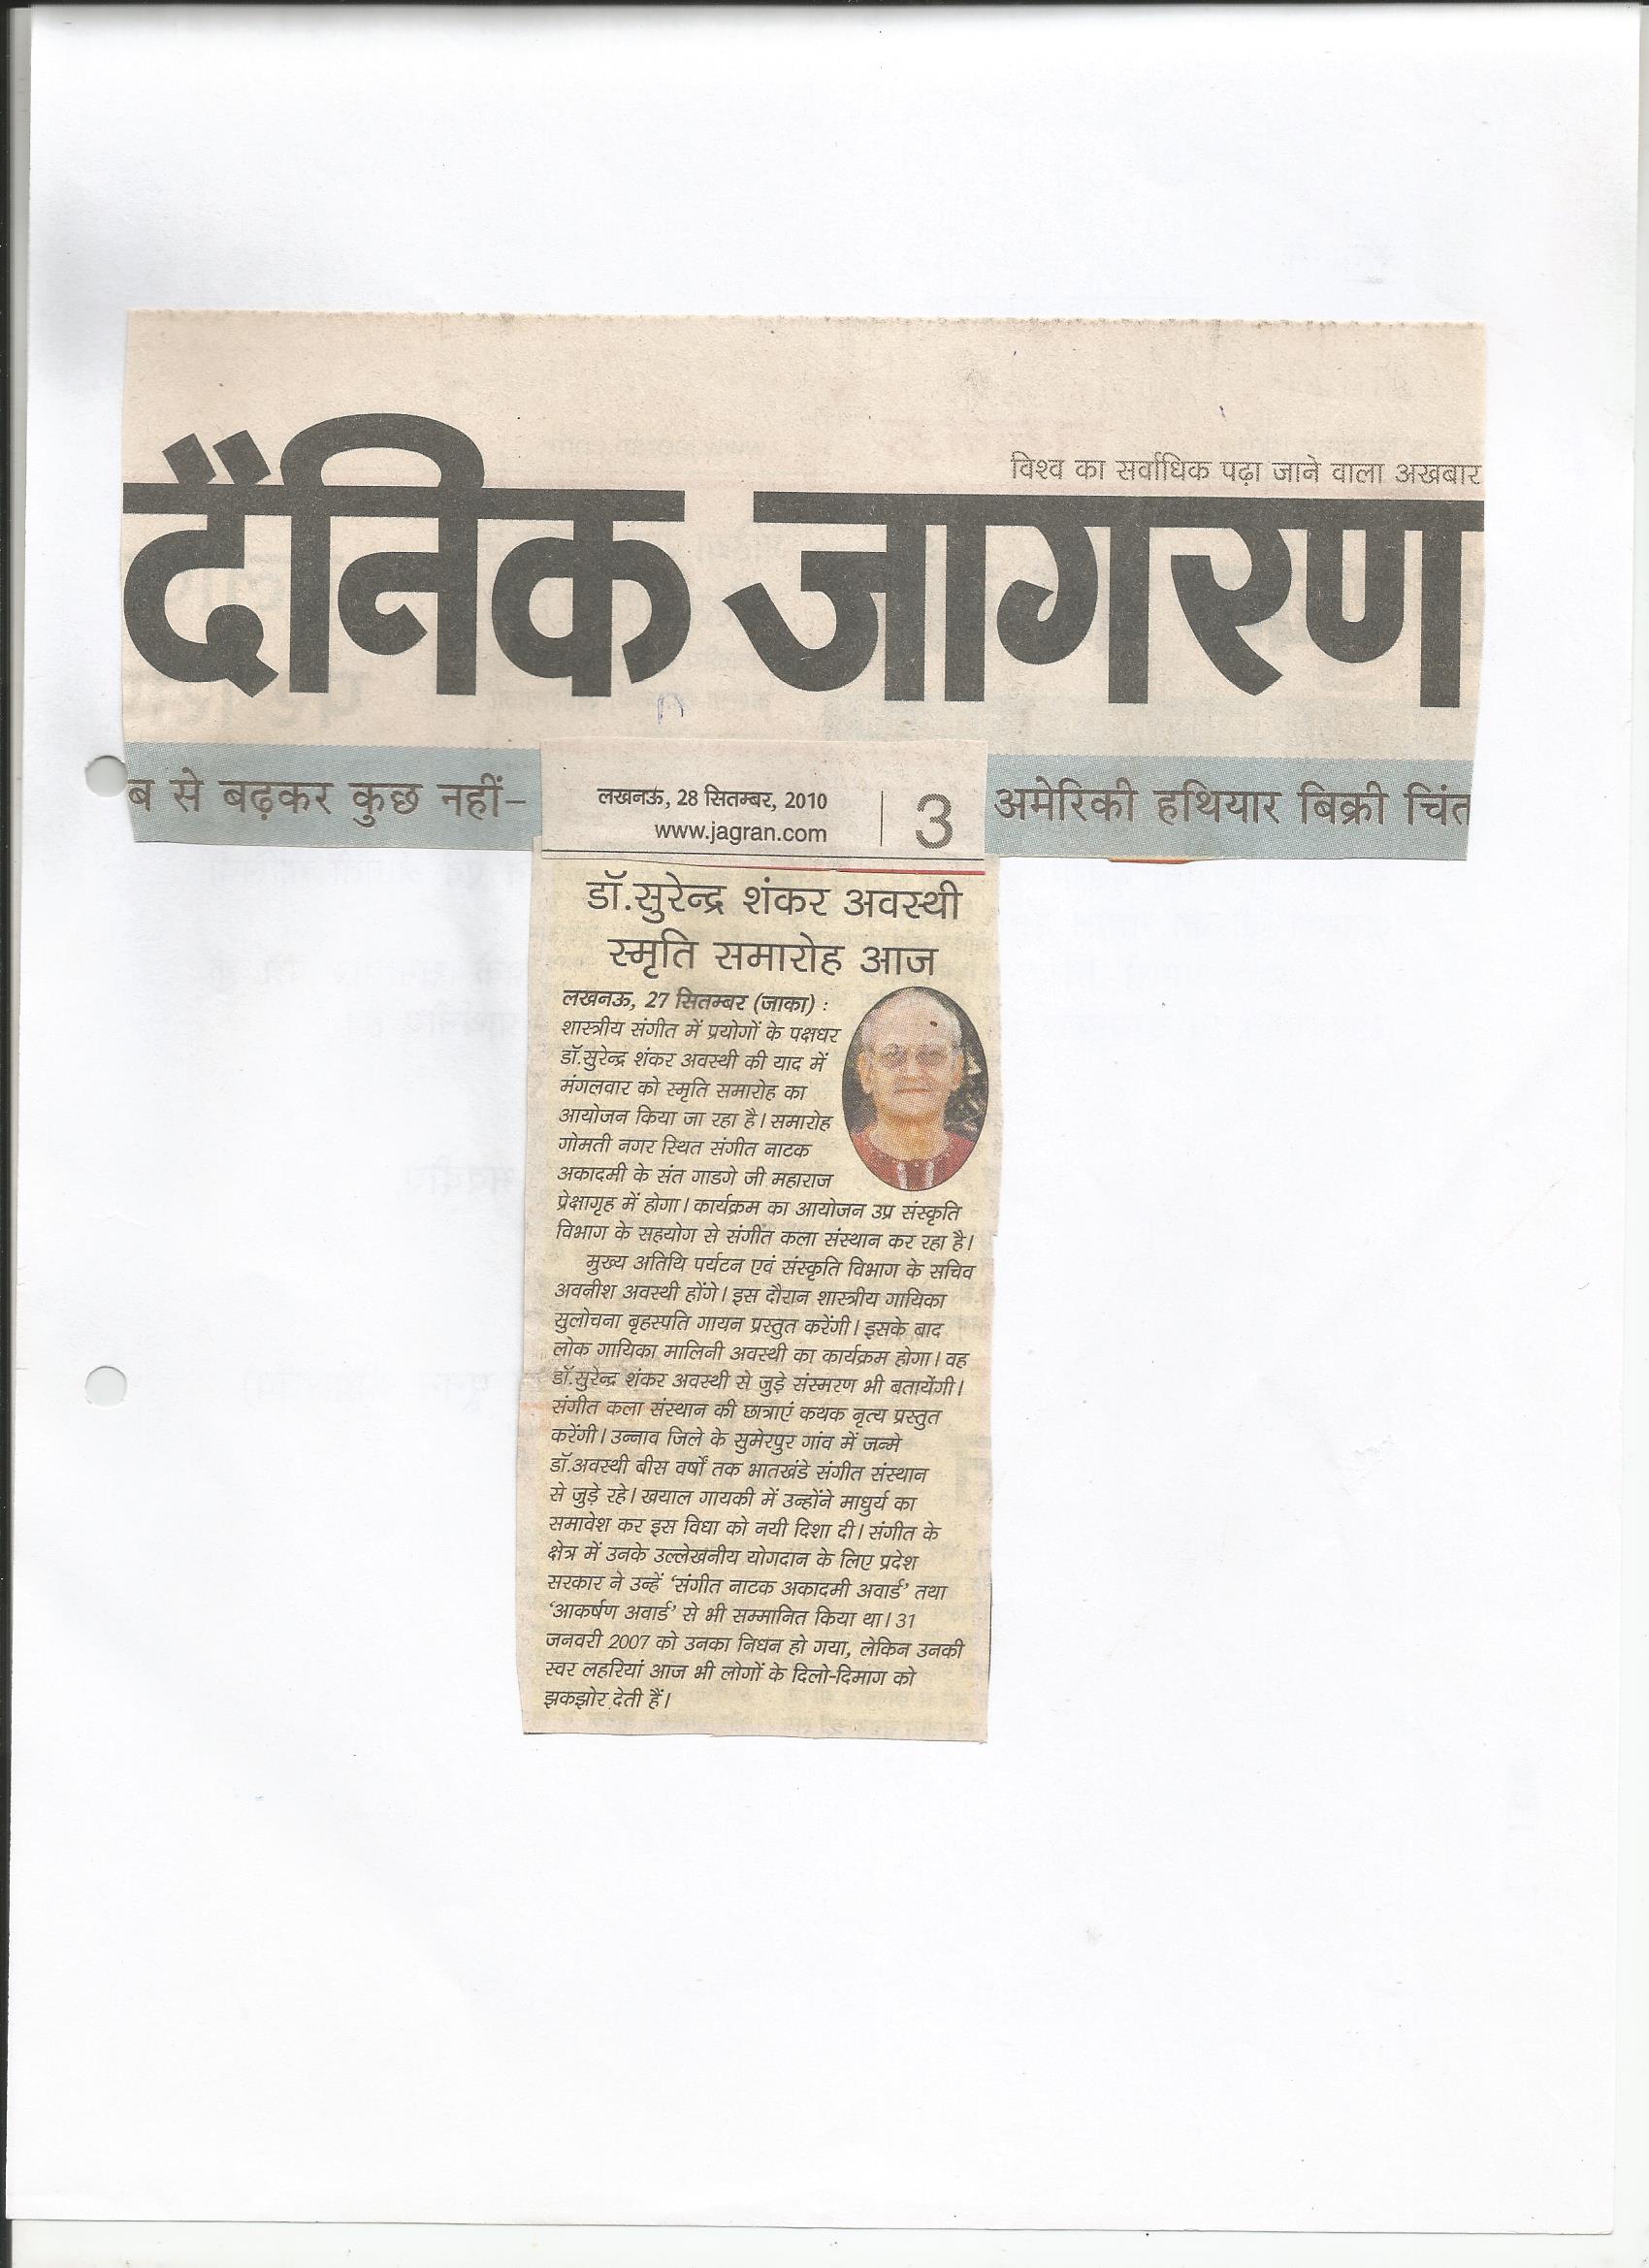 विश्व का सर्वाधिक पढ़ा जाने वाला अखबार
दैनिक जागरण
ब से बढ़कर कुछ नहीं-
लखनऊ, 28 सितम्बर, 2010
www.jagran.com
3
अमेरिकी हथियार बिक्री चिंत
डॉ.सुरेन्द्र शंकर अवस्थी
स्मृति समारोह आज
लखनऊ, 27 सितम्बर (जाका) :
शास्त्रीय संगीत में प्रयोगों के पक्षधर
डॉ.सुरेन्द्र शंकर अवस्थी की याद में
मंगलवार को स्मृति समारोह का
आयोजन किया जा रहा है। समारोह
गोमती नगर स्थित संगीत नाटक
अकादमी के संत गाडगे जी महाराज
प्रेक्षागृह में होगा। कार्यक्रम का आयोजन उप्र संस्कृति
विभाग के सहयोग से संगीत कला संस्थान कर रहा है।
मुख्य अतिथि पर्यटन एवं संस्कृति विभाग के सचिव
अवनीश अवस्थी होंगे। इस दौरान शास्त्रीय गायिका
सुलोचना बृहस्पति गायन प्रस्तुत करेंगी। इसके बाद
लोक गायिका मालिनी अवस्थी का कार्यक्रम होगा। वह
डॉ.सुरेन्द्र शंकर अवस्थी से जुड़े संस्मरण भी बतायेंगी।
संगीत कला संस्थान की छात्राएं कथक नृत्य प्रस्तुत
करेंगी। उन्नाव जिले के सुमेरपुर गांव में जन्मे
डॉ.अवस्थी बीस वर्षों तक भातखंडे संगीत संस्थान
से जुड़े रहे। खयाल गायकी में उन्होंने माधुर्य का
समावेश कर इस विधा को नयी दिशा दी। संगीत के
क्षेत्र में उनके उल्लेखनीय योगदान के लिए प्रदेश
सरकार ने उन्हें ‘संगीत नाटक अकादमी अवार्ड’ तथा
‘आकर्षण अवार्ड’ से भी सम्मानित किया था। 31
जनवरी 2007 को उनका निधन हो गया, लेकिन उनकी
स्वर लहरियां आज भी लोगों के दिलो-दिमाग को
झकझोर देती हैं।